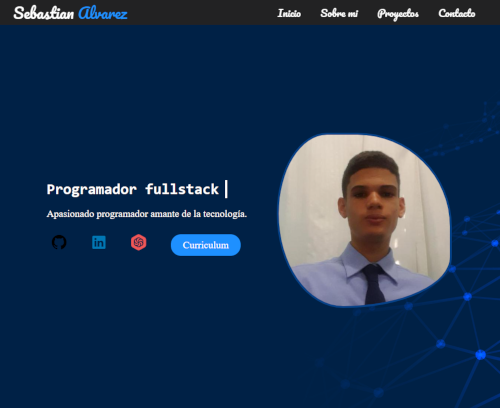 Sebastian Alvarez
Inicio Sobre mi Proyectos Contacto
Programador fullstack
Apasionado programador amante de la tecnología.
Curriculum